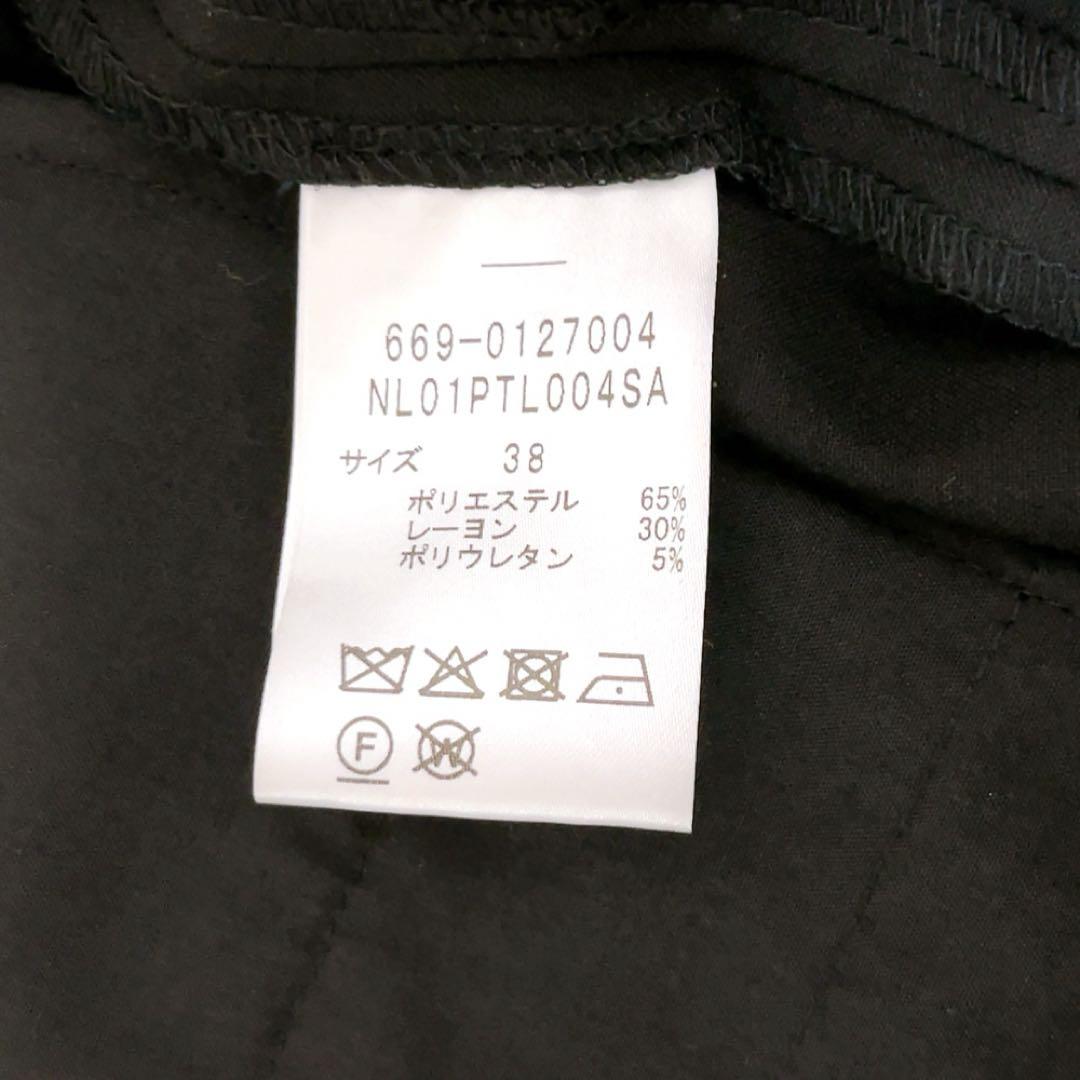 669-0127004
NL01PTL004SA
サイズ 38
ポリエステル 65%
レーヨン 30%
ポリウレタン 5%
F W